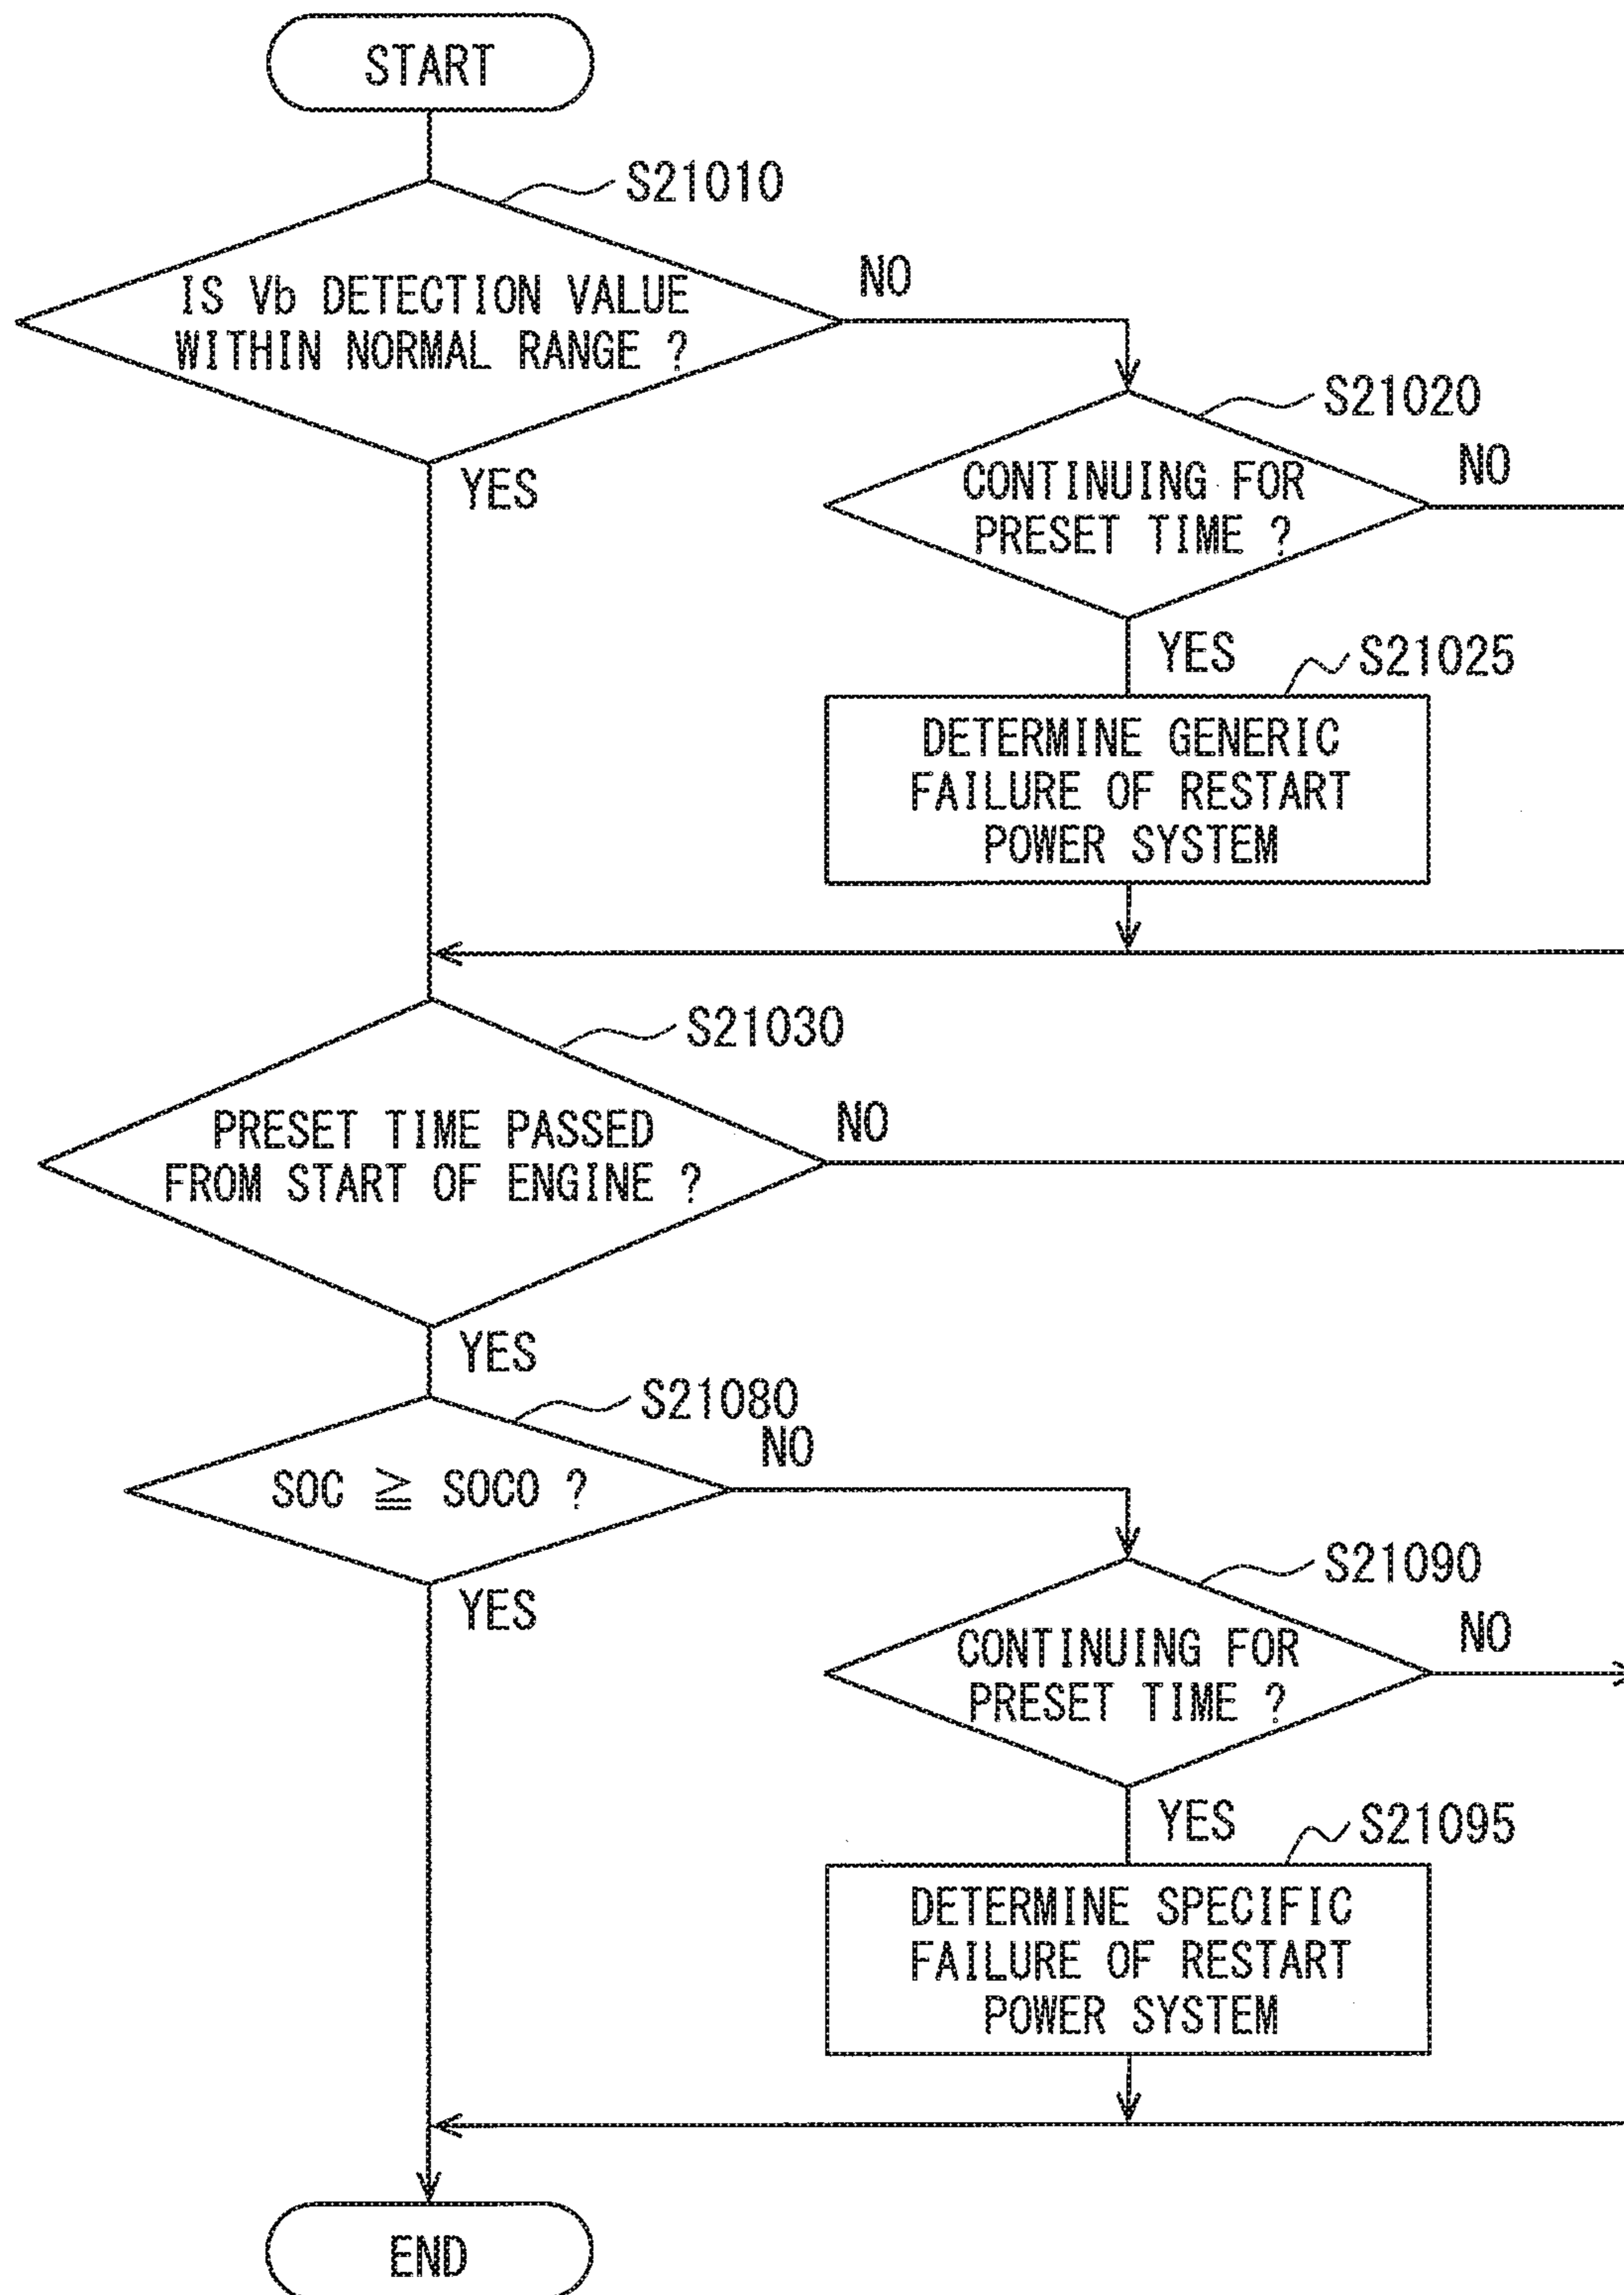 START
S21010
IS Vb DETECTION VALUE
WITHIN NORMAL RANGE ?
NO
YES
S21020
CONTINUING FOR
PRESET TIME ?
NO
YES
S21025
DETERMINE GENERIC
FAILURE OF RESTART
POWER SYSTEM
S21030
PRESET TIME PASSED
FROM START OF ENGINE ?
NO
YES
S21080
SOC ≧ SOC0 ?
NO
YES
S21090
CONTINUING FOR
PRESET TIME ?
NO
YES
S21095
DETERMINE SPECIFIC
FAILURE OF RESTART
POWER SYSTEM
END